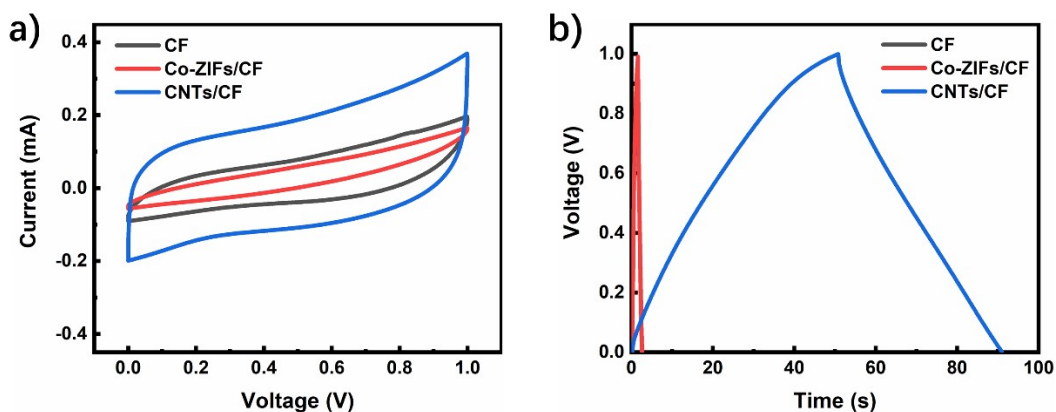 a)
CF
Co-ZIFs/CF
CNTs/CF
0.4
0.2
0.0
-0.2
-0.4
Current (mA)
0.0 0.2 0.4 0.6 0.8 1.0
Voltage (V)
b)
CF
Co-ZIFs/CF
CNTs/CF
1.0
0.8
0.6
0.4
0.2
0.0
Voltage (V)
0 20 40 60 80 100
Time (s)